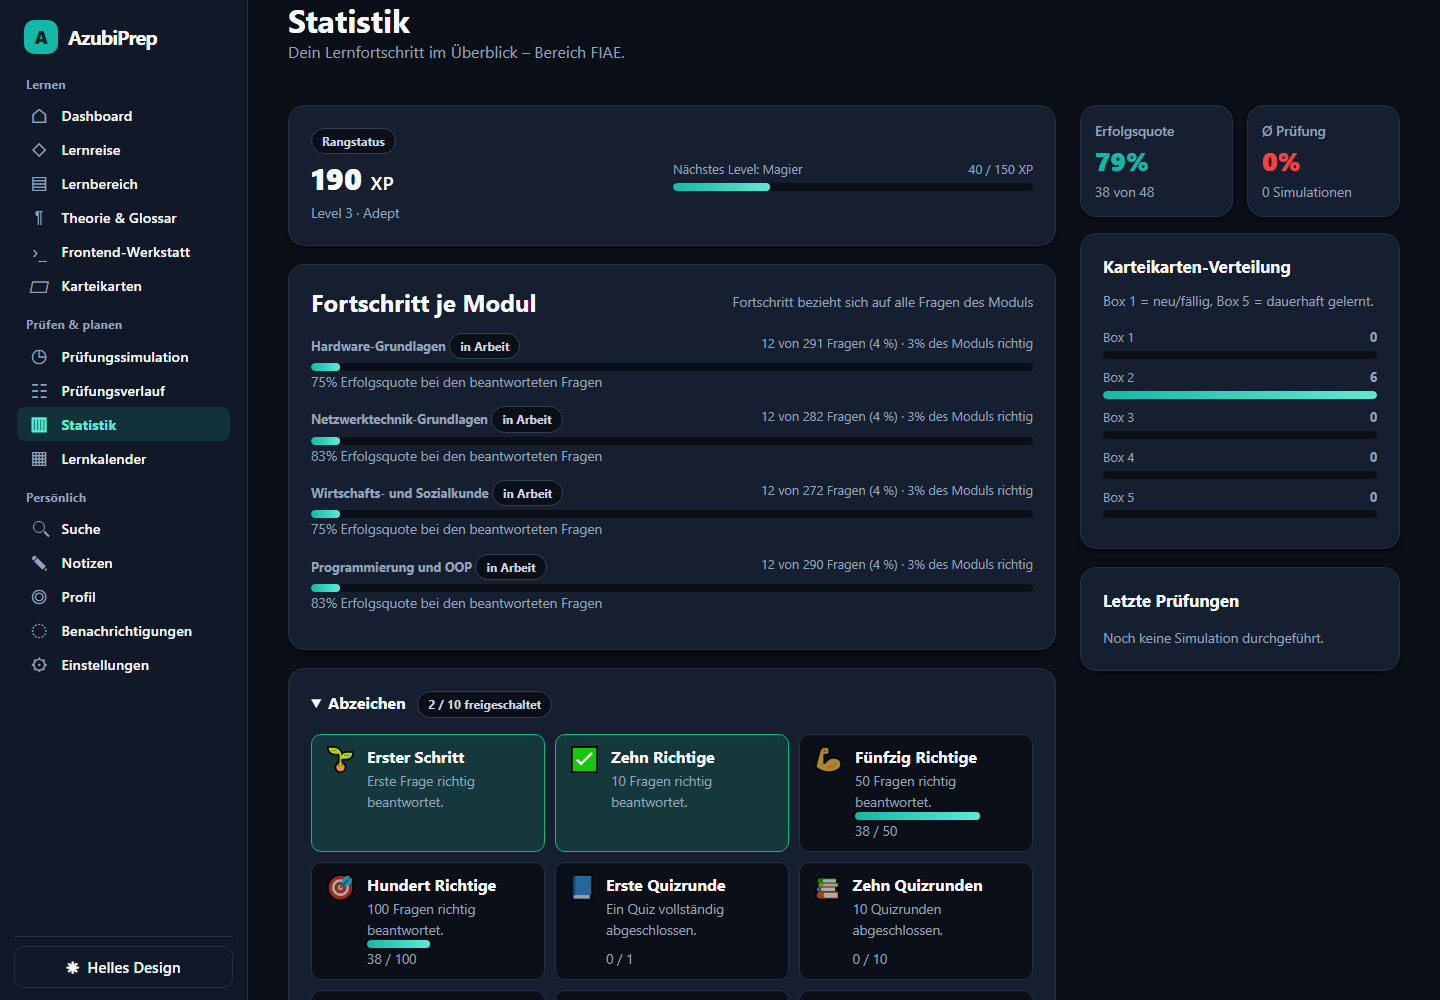 A AzubiPrep
Lernen
Dashboard
Lernreise
Lernbereich
¶ Theorie & Glossar
›_ Frontend-Werkstatt
Karteikarten
Prüfen & planen
Prüfungssimulation
Prüfungsverlauf
Statistik
Lernkalender
Persönlich
Suche
Notizen
Profil
Benachrichtigungen
Einstellungen
Helles Design
Statistik
Dein Lernfortschritt im Überblick – Bereich FIAE.
Rangstatus
190 XP
Level 3 · Adept
Nächstes Level: Magier 40 / 150 XP
Fortschritt je Modul
Fortschritt bezieht sich auf alle Fragen des Moduls
Hardware-Grundlagen in Arbeit 12 von 291 Fragen (4 %) · 3% des Moduls richtig
75% Erfolgsquote bei den beantworteten Fragen
Netzwerktechnik-Grundlagen in Arbeit 12 von 282 Fragen (4 %) · 3% des Moduls richtig
83% Erfolgsquote bei den beantworteten Fragen
Wirtschafts- und Sozialkunde in Arbeit 12 von 272 Fragen (4 %) · 3% des Moduls richtig
75% Erfolgsquote bei den beantworteten Fragen
Programmierung und OOP in Arbeit 12 von 290 Fragen (4 %) · 3% des Moduls richtig
83% Erfolgsquote bei den beantworteten Fragen
▼ Abzeichen 2 / 10 freigeschaltet
Erster Schritt
Erste Frage richtig
beantwortet.
Zehn Richtige
10 Fragen richtig
beantwortet.
Fünfzig Richtige
50 Fragen richtig
beantwortet.
38 / 50
Hundert Richtige
100 Fragen richtig
beantwortet.
38 / 100
Erste Quizrunde
Ein Quiz vollständig
abgeschlossen.
0 / 1
Zehn Quizrunden
10 Quizrunden
abgeschlossen.
0 / 10
Erfolgsquote
79%
38 von 48
Ø Prüfung
0%
0 Simulationen
Karteikarten-Verteilung
Box 1 = neu/fällig, Box 5 = dauerhaft gelernt.
Box 1 0
Box 2 6
Box 3 0
Box 4 0
Box 5 0
Letzte Prüfungen
Noch keine Simulation durchgeführt.